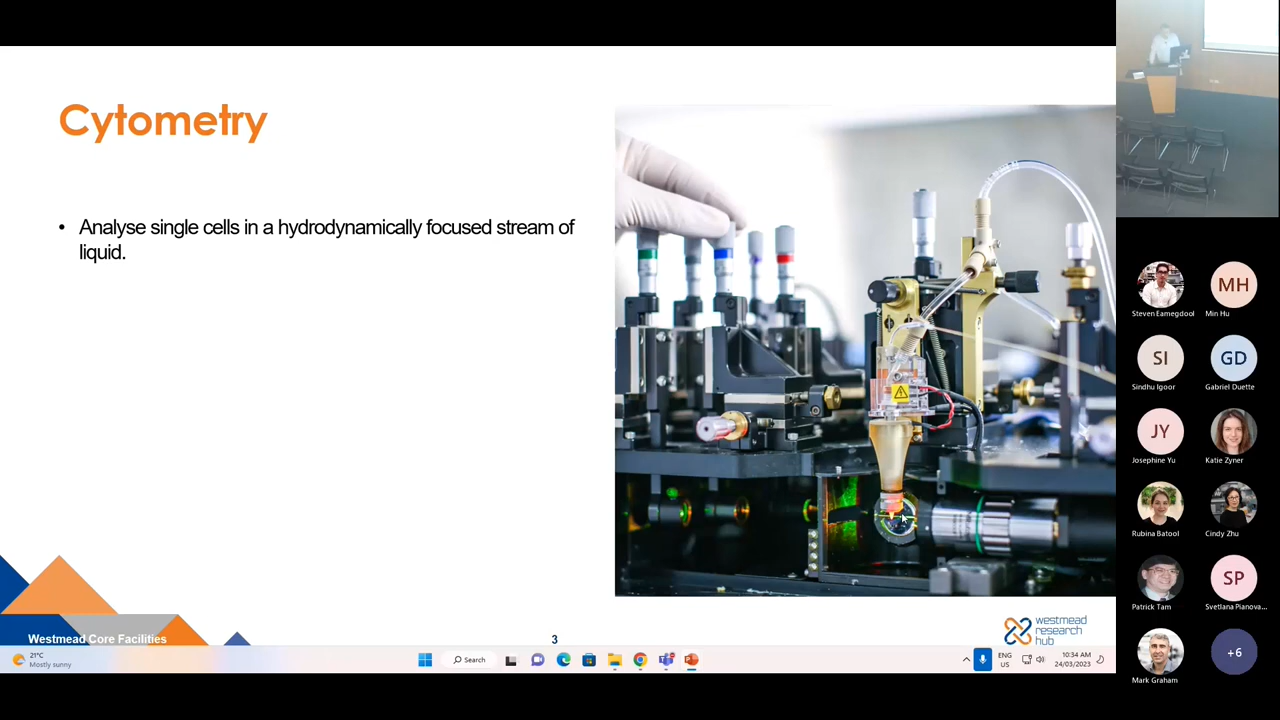 Cytometry
• Analyse single cells in a hydrodynamically focused stream of
liquid.
Westmead Core Facilities
3
westmead
research
hub
21°C
Mostly sunny
Search
ENG
US
10:34 AM
24/03/2023
Steven Eamegdool
MH
Min Hu
SI
Sindhu Igoor
GD
Gabriel Duette
JY
Josephine Yu
Katie Zyner
Rubina Batool
Cindy Zhu
Patrick Tam
SP
Svetlana Pianova...
Mark Graham
+6